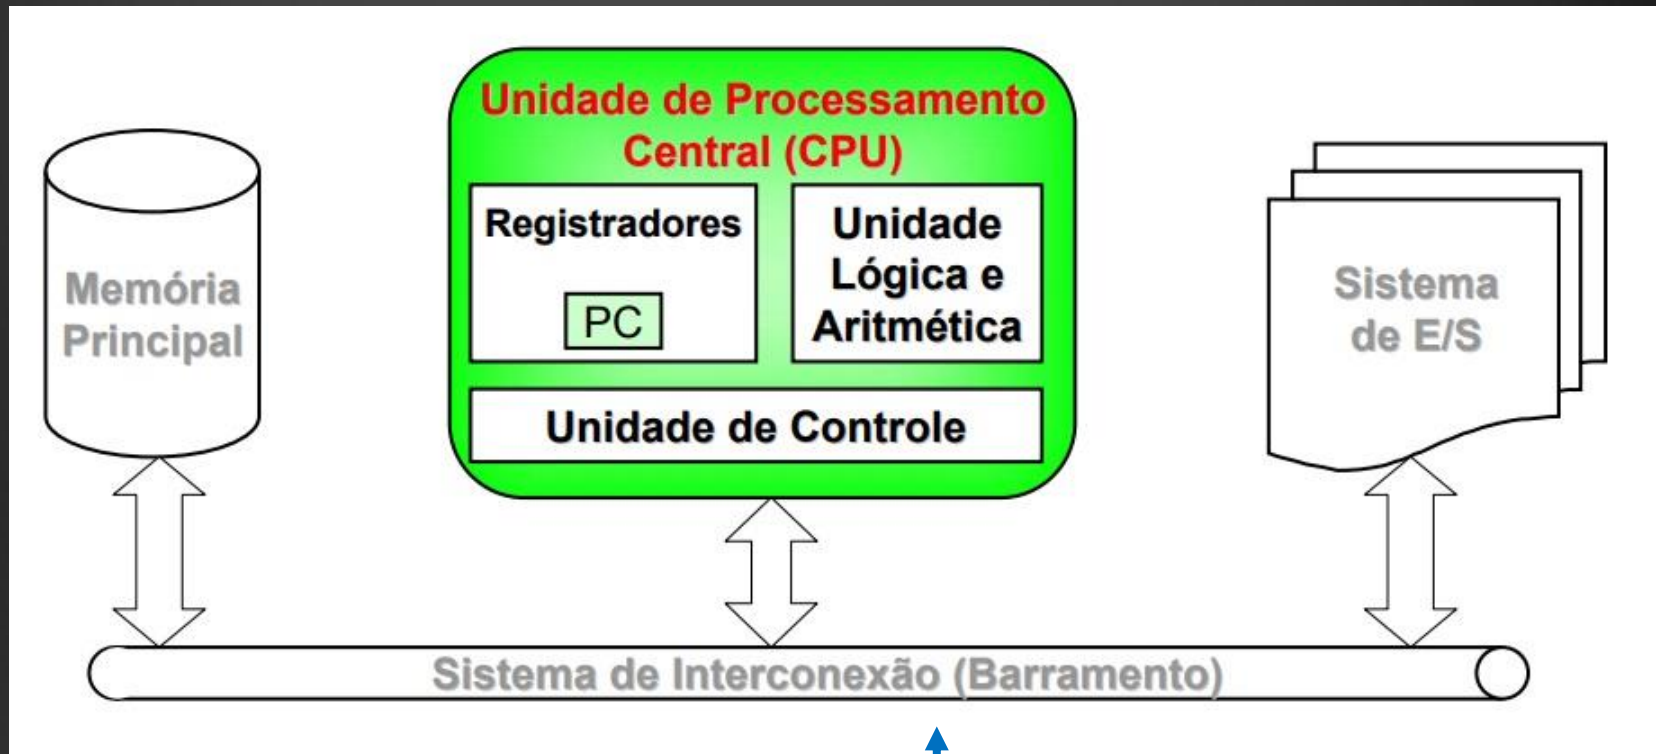 Unidade de Processamento
Central (CPU)
Registradores
PC
Unidade
Lógica e
Aritmética
Unidade de Controle
Memória
Principal
Sistema
de E/S
Sistema de Interconexão (Barramento)